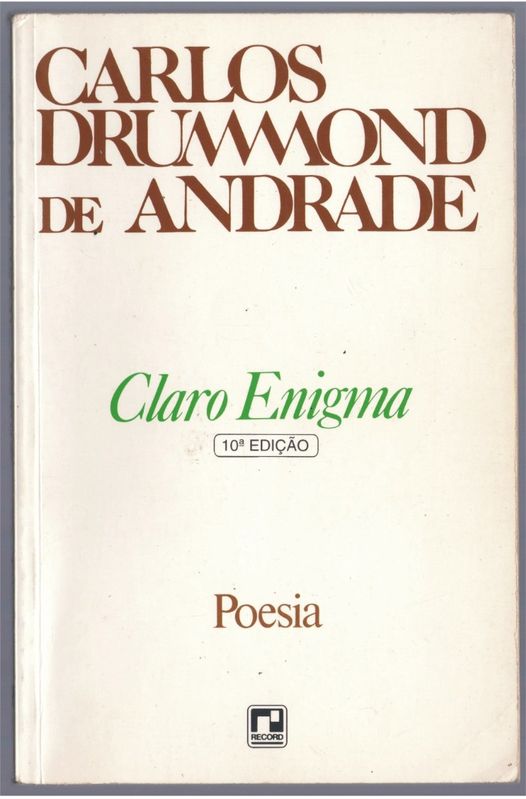 CARLOS
DRUMMOND
DE ANDRADE
Claro Enigma
10ª EDIÇÃO
Poesia
RECORD